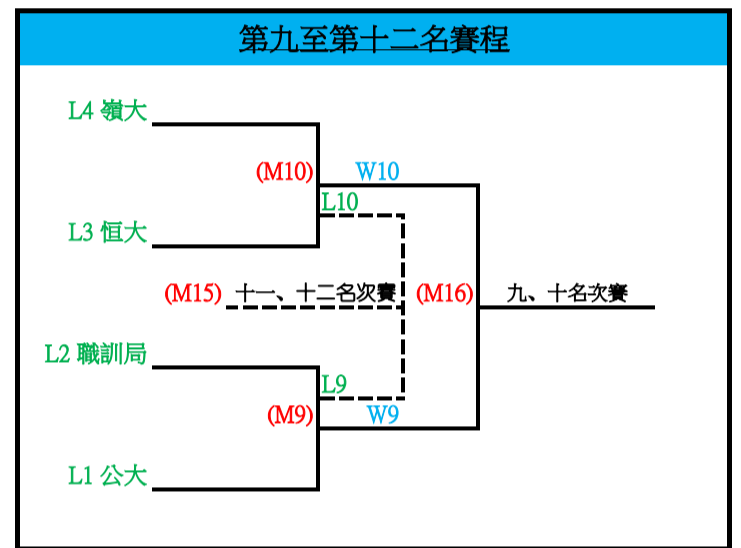 第九至第十二名賽程
L4 嶺大
(M10) W10
L10
L3 恒大
(M15) 十一、十二名次賽 (M16) 九、十名次賽
L2 職訓局
L9
(M9) W9
L1 公大